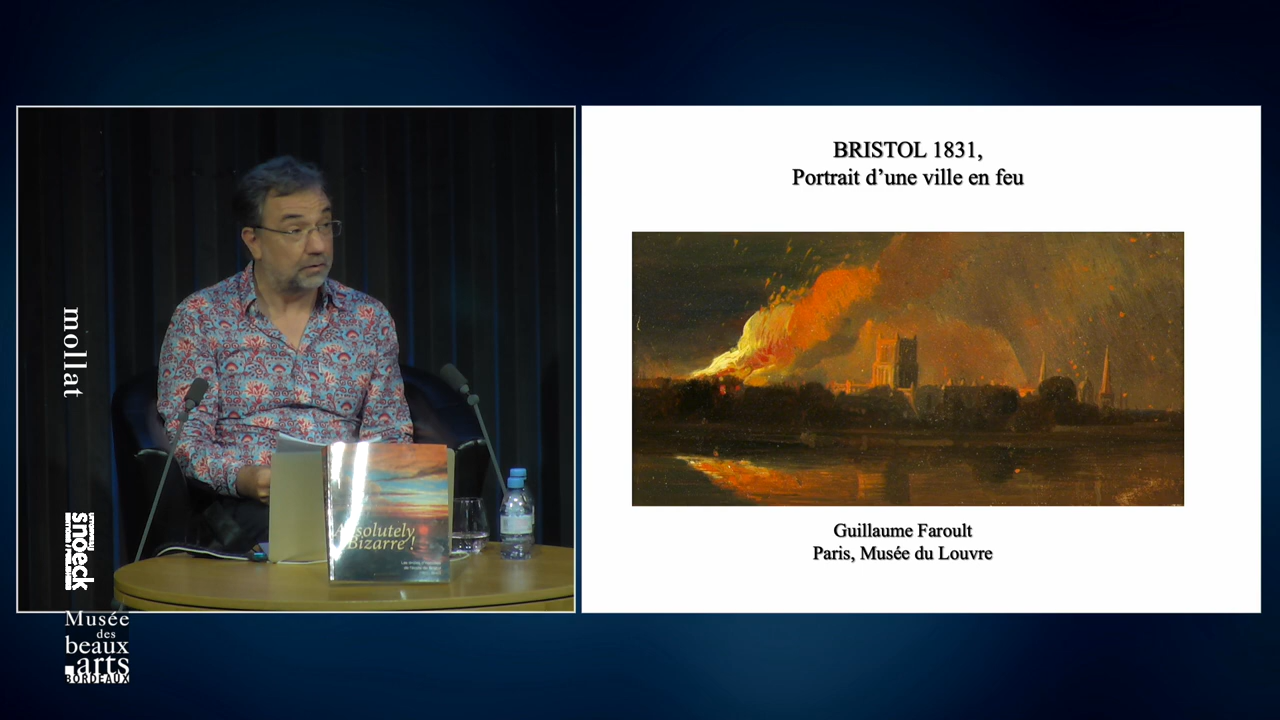 BRISTOL 1831,
Portrait d'une ville en feu
Guillaume Faroult
Paris, Musée du Louvre
mollat
snoeck
Absolutely
Bizarre !
Musée
des
beaux
.arts
BORDEAUX